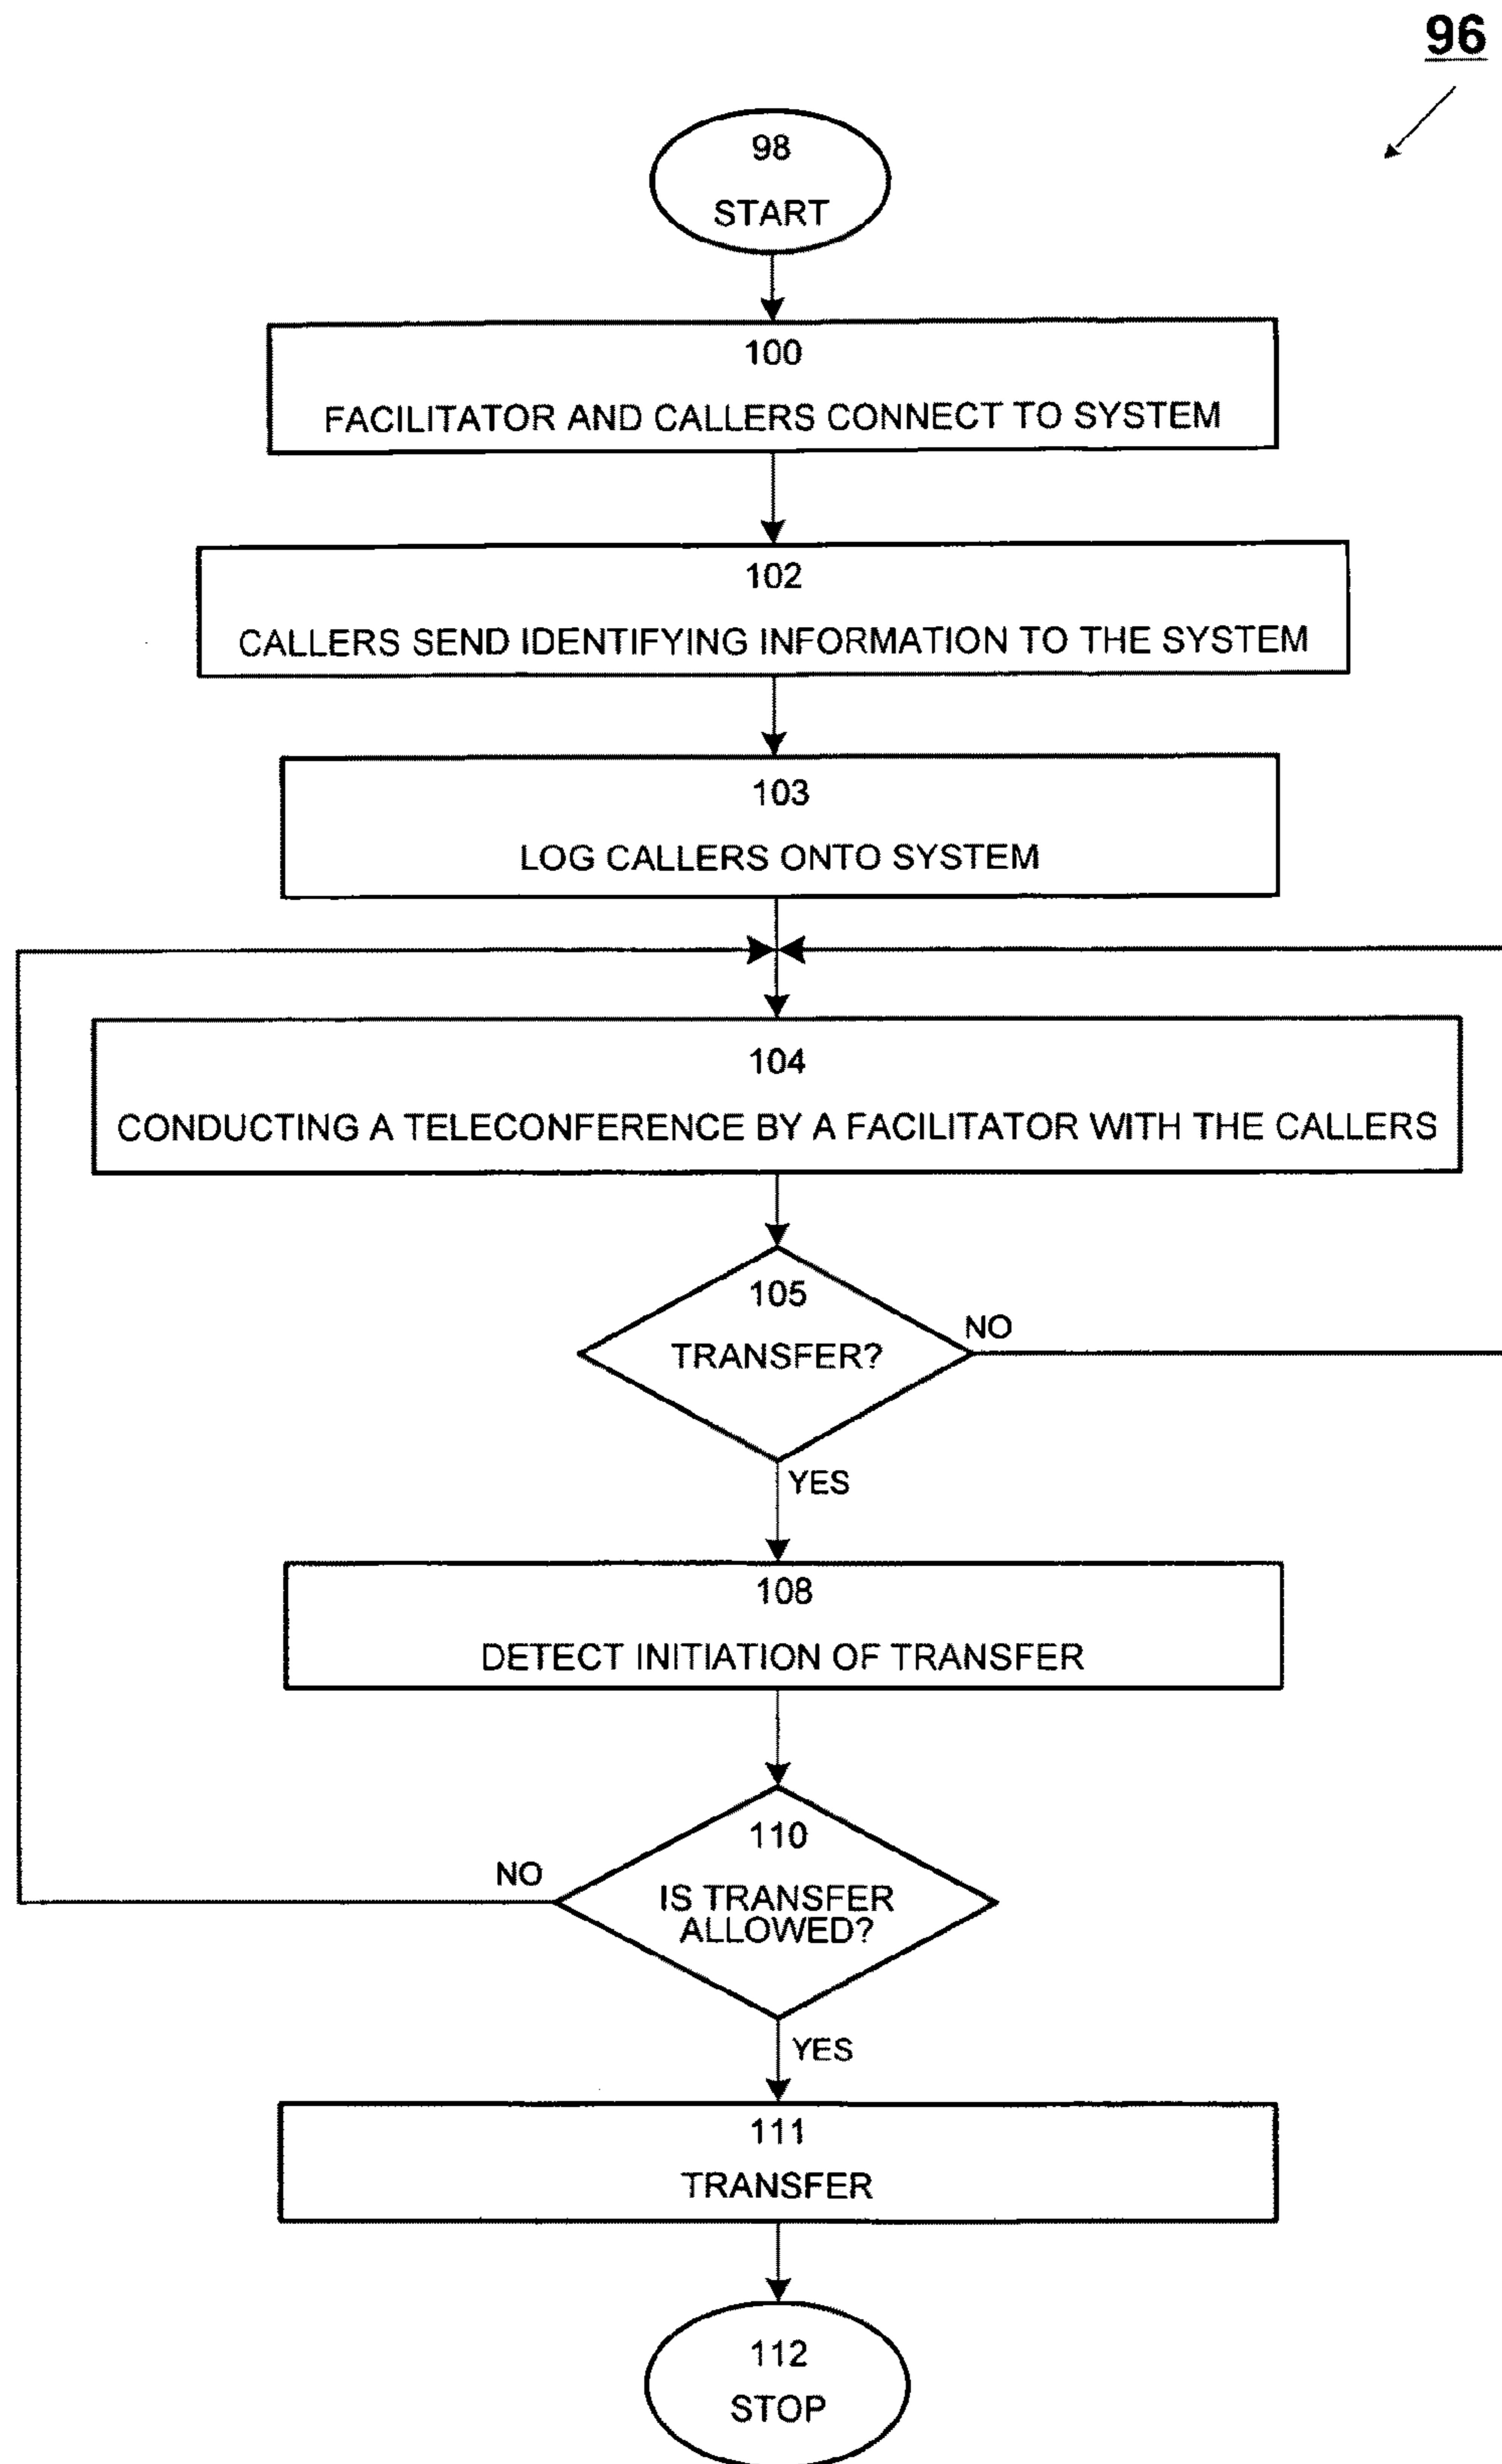 96
98
START
100
FACILITATOR AND CALLERS CONNECT TO SYSTEM
102
CALLERS SEND IDENTIFYING INFORMATION TO THE SYSTEM
103
LOG CALLERS ONTO SYSTEM
104
CONDUCTING A TELECONFERENCE BY A FACILITATOR WITH THE CALLERS
105
TRANSFER?
NO
YES
108
DETECT INITIATION OF TRANSFER
110
IS TRANSFER
ALLOWED?
NO
YES
111
TRANSFER
112
STOP